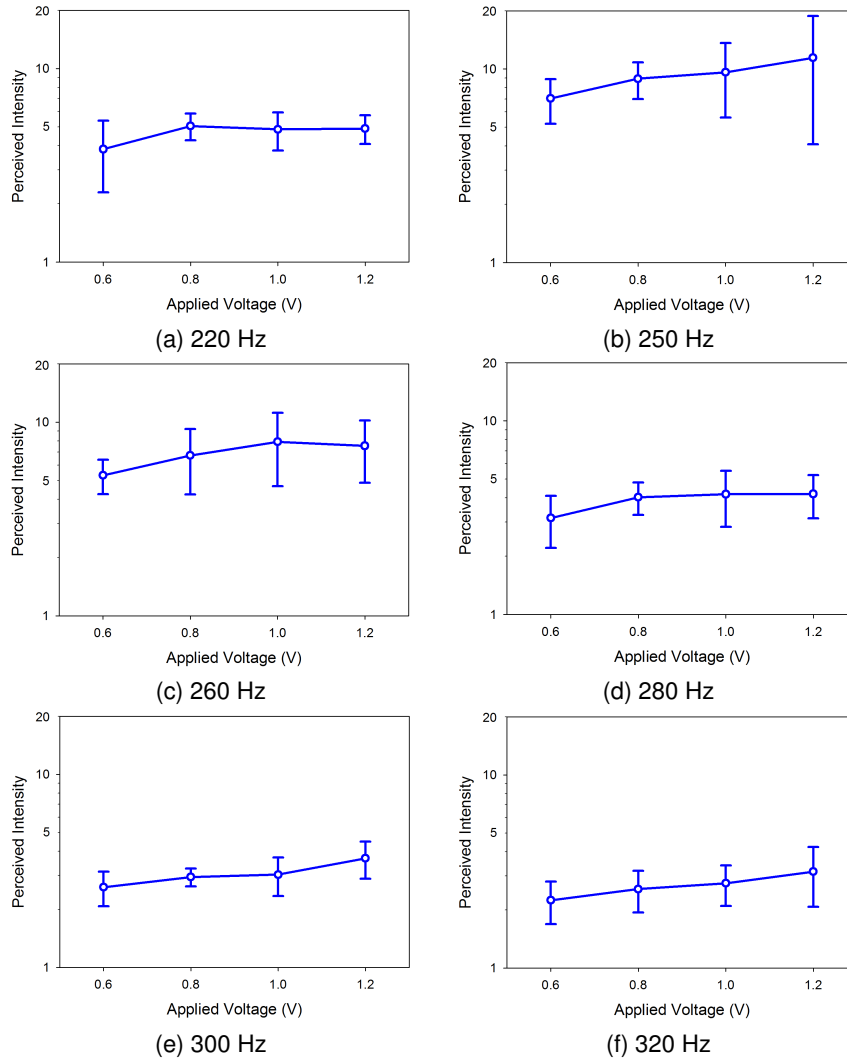 20
10
5
1
Perceived Intensity
0.6 0.8 1.0 1.2
Applied Voltage (V)
(a) 220 Hz
20
10
5
1
Perceived Intensity
0.6 0.8 1.0 1.2
Applied Voltage (V)
(b) 250 Hz
20
10
5
1
Perceived Intensity
0.6 0.8 1.0 1.2
Applied Voltage (V)
(c) 260 Hz
20
10
5
1
Perceived Intensity
0.6 0.8 1.0 1.2
Applied Voltage (V)
(d) 280 Hz
20
10
5
1
Perceived Intensity
0.6 0.8 1.0 1.2
Applied Voltage (V)
(e) 300 Hz
20
10
5
1
Perceived Intensity
0.6 0.8 1.0 1.2
Applied Voltage (V)
(f) 320 Hz